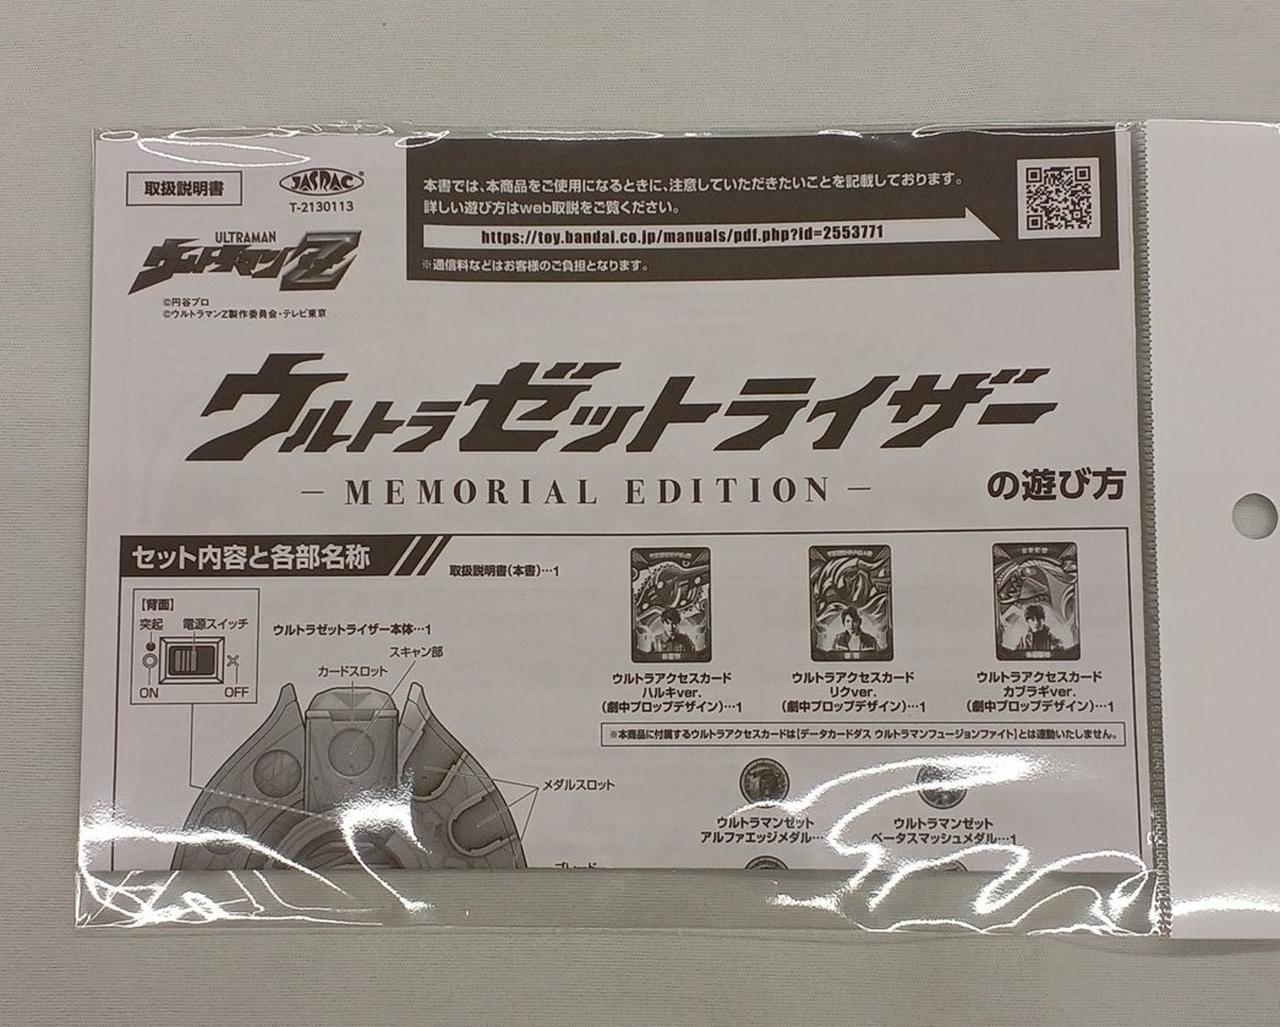 取扱説明書
JASRAC
T-2130113
ULTRAMAN
ウルトラマンZ
©円谷プロ
©ウルトラマンZ製作委員会・テレビ東京
本書では、本商品をご使用になるときに、注意していただきたいことを記載しております。
詳しい遊び方はweb取説をご覧ください。
https://toy.bandai.co.jp/manuals/pdf.php?id=2553771
※通信料などはお客様のご負担となります。
ウルトラゼットライザー
－MEMORIAL EDITION－
の遊び方
セット内容と各部名称
取扱説明書(本書)…1
【背面】
突起
電源スイッチ
ON
OFF
ウルトラゼットライザー本体…1
スキャン部
カードスロット
メダルスロット
ブレード
ウルトラアクセスカード
ハルキver.
(劇中プロップデザイン)…1
ウルトラアクセスカード
リクver.
(劇中プロップデザイン)…1
ウルトラアクセスカード
カブラギver.
(劇中プロップデザイン)…1
※本商品に付属するウルトラアクセスカードは【データカードダス ウルトラマンフュージョンファイト】とは連動いたしません。
ウルトラマンゼット
アルファエッジメダル…
ウルトラマンゼット
ベータスマッシュメダル…1